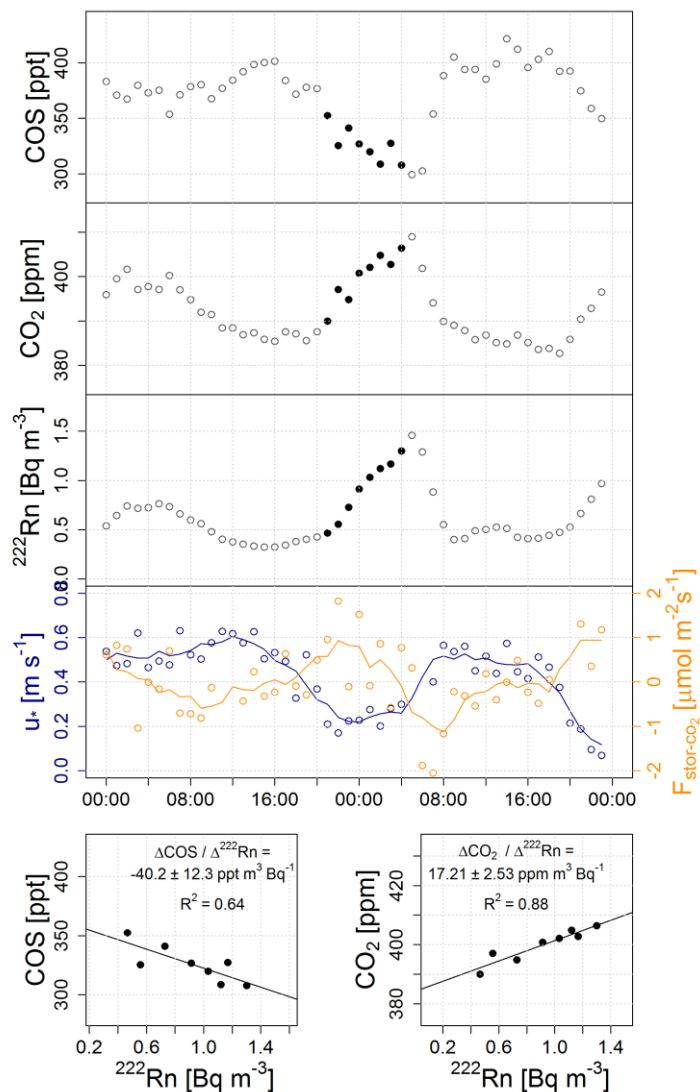 COS [ppt]
400
350
300
CO₂ [ppm]
400
380
²²²Rn [Bq m⁻³]
1.5
1.0
0.5
0.0
u* [m s⁻¹]
0.8
0.6
0.4
0.2
0.0
2
1
0
-1
-2
F stor-co₂ [µmol m⁻²s⁻¹]
00:00 08:00 16:00 00:00 08:00 16:00 00:00
COS [ppt]
400
350
300
ΔCOS / Δ²²²Rn =
-40.2 ± 12.3 ppt m³ Bq⁻¹
R² = 0.64
0.2 0.6 1.0 1.4
²²²Rn [Bq m⁻³]
CO₂ [ppm]
420
400
380
ΔCO₂ / Δ²²²Rn =
17.21 ± 2.53 ppm m³ Bq⁻¹
R² = 0.88
0.2 0.6 1.0 1.4
²²²Rn [Bq m⁻³]